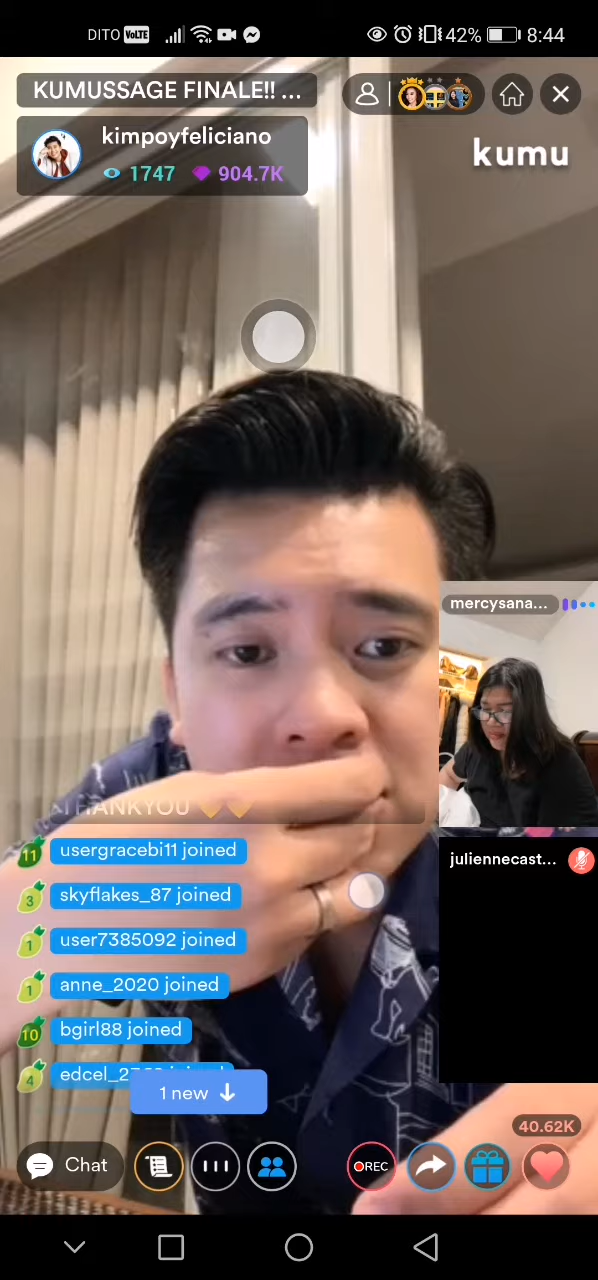 DITO VoLTE 42% 8:44
KUMUSSAGE FINALE!! ...
kimpoyfeliciano
1747 904.7K
kumu
mercysana...
THANKYOU
11 usergracebi11 joined
juliennecast...
3 skyflakes_87 joined
1 user7385092 joined
1 anne_2020 joined
10 bgirl88 joined
4 edcel_2
1 new
40.62K
Chat
REC